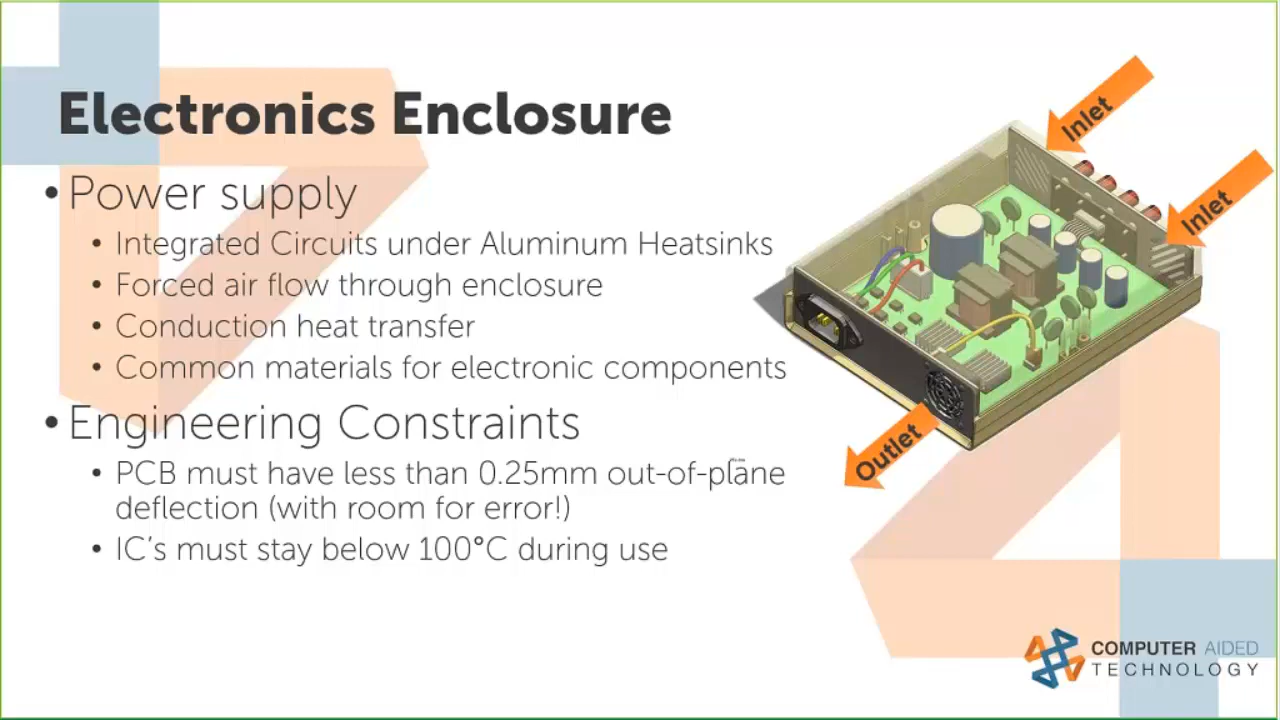 Electronics Enclosure
• Power supply
• Integrated Circuits under Aluminum Heatsinks
• Forced air flow through enclosure
• Conduction heat transfer
• Common materials for electronic components
• Engineering Constraints
• PCB must have less than 0.25mm out-of-plane
deflection (with room for error!)
• IC's must stay below 100°C during use
Inlet
Inlet
Outlet
COMPUTER AIDED
TECHNOLOGY